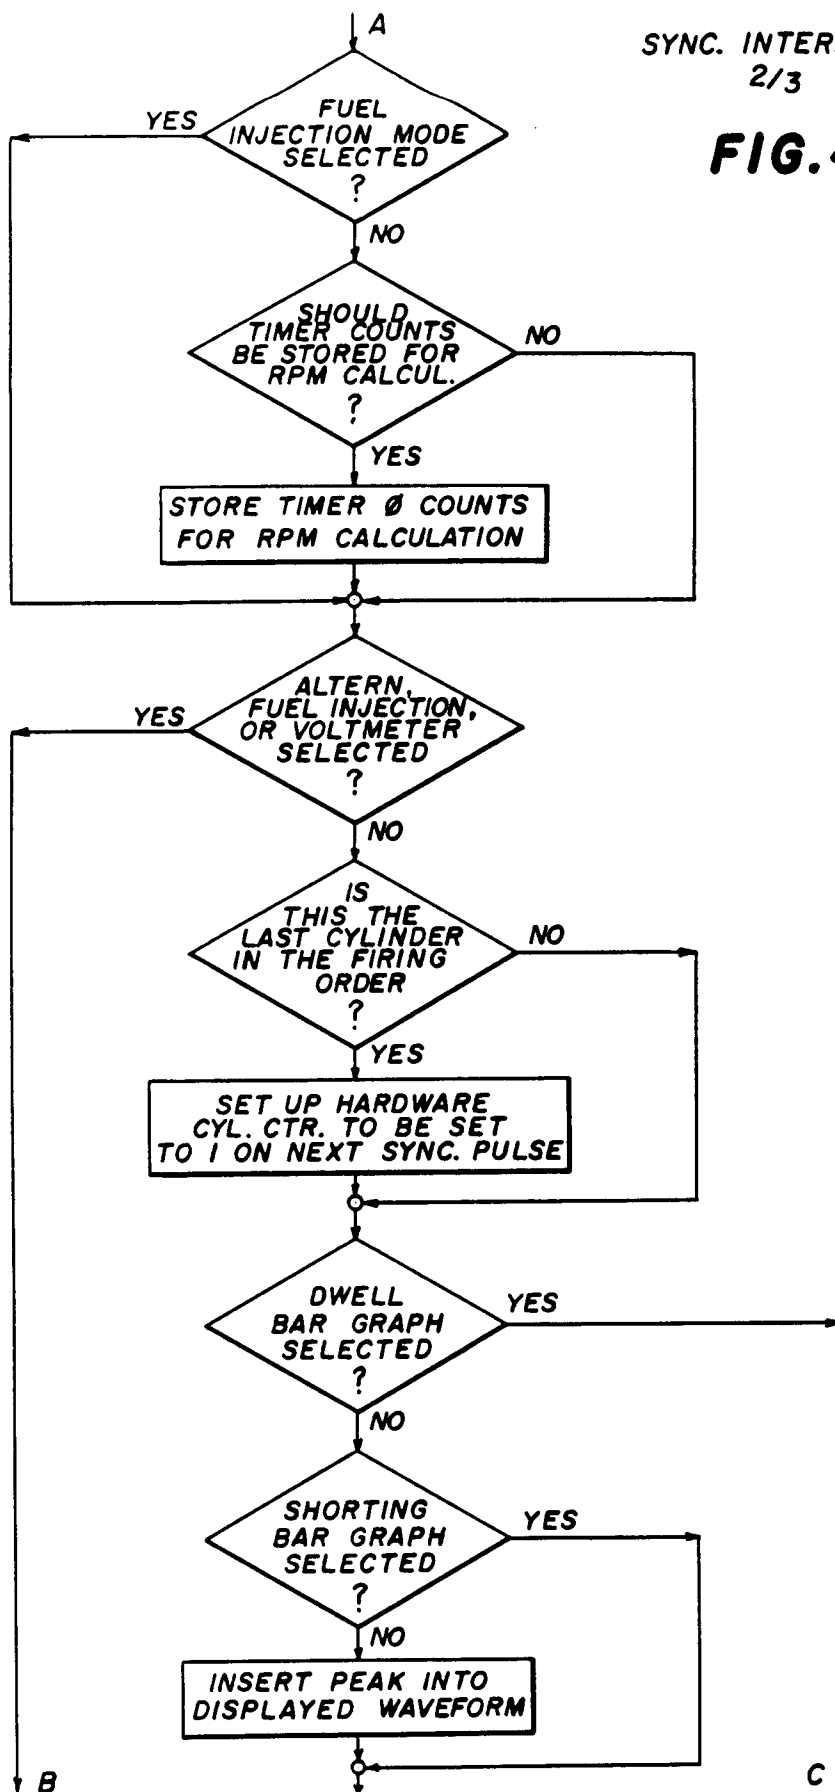 A
SYNC. INTER
2/3
FIG.
FUEL
INJECTION MODE
SELECTED
?
YES
NO
SHOULD
TIMER COUNTS
BE STORED FOR
RPM CALCUL.
?
NO
YES
STORE TIMER Ø COUNTS
FOR RPM CALCULATION
ALTERN,
FUEL INJECTION,
OR VOLTMETER
SELECTED
?
YES
NO
IS
THIS THE
LAST CYLINDER
IN THE FIRING
ORDER
?
NO
YES
SET UP HARDWARE
CYL. CTR. TO BE SET
TO 1 ON NEXT SYNC. PULSE
DWELL
BAR GRAPH
SELECTED
?
YES
NO
SHORTING
BAR GRAPH
SELECTED
?
YES
NO
INSERT PEAK INTO
DISPLAYED WAVEFORM
B
C